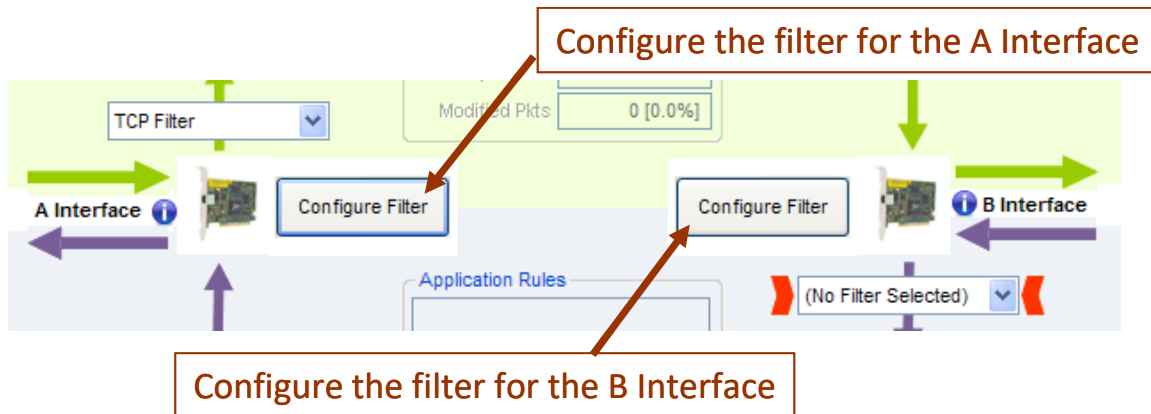 Configure the filter for the A Interface
Modified Pkts 0 [0.0%]
TCP Filter
A Interface
Configure Filter
Configure Filter
B Interface
Application Rules
(No Filter Selected)
Configure the filter for the B Interface